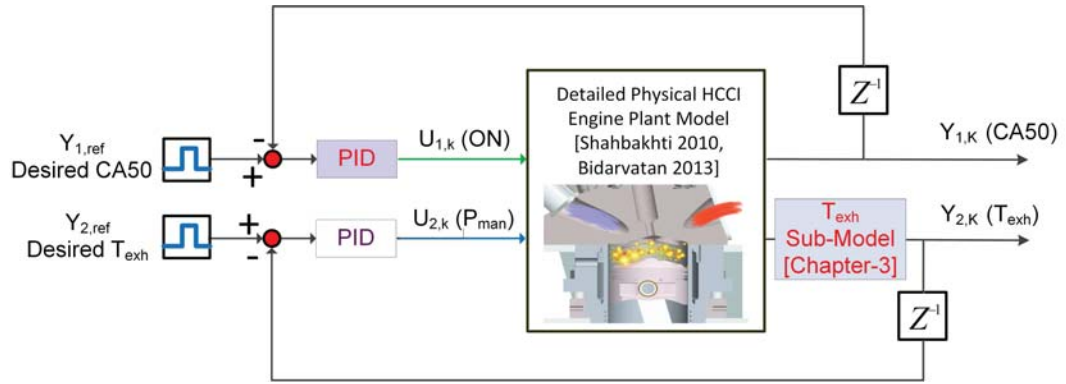 Z⁻¹
Detailed Physical HCCI
Engine Plant Model
[Shahbakhti 2010,
Bidarvatan 2013]
Y1,ref
Desired CA50
-
+
PID
U1,k (ON)
Y1,K (CA50)
Y2,ref
Desired Texh
+
-
PID
U2,k (Pman)
Texh
Sub-Model
[Chapter-3]
Y2,K (Texh)
Z⁻¹